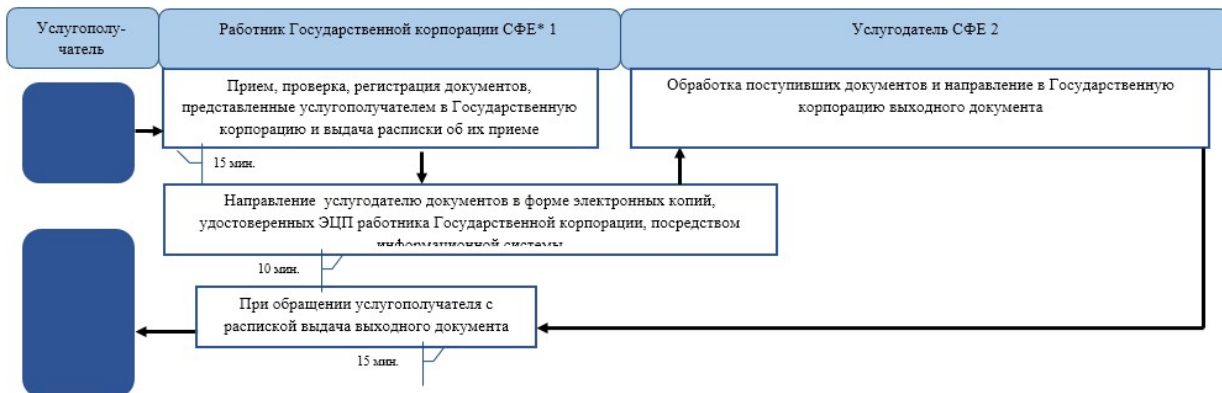 Услугополу-
чатель
Работник Государственной корпорации СФЕ* 1
Услугодатель СФЕ 2
Прием, проверка, регистрация документов,
представленные услугополучателем в Государственную
корпорацию и выдача расписки об их приеме
Обработка поступивших документов и направление в Государственную
корпорацию выходного документа
15 мин.
Направление услугодателю документов в форме электронных копий,
удостоверенных ЭЦП работника Государственной корпорации, посредством
информационной системы
10 мин.
При обращении услугополучателя с
распиской выдача выходного документа
15 мин.